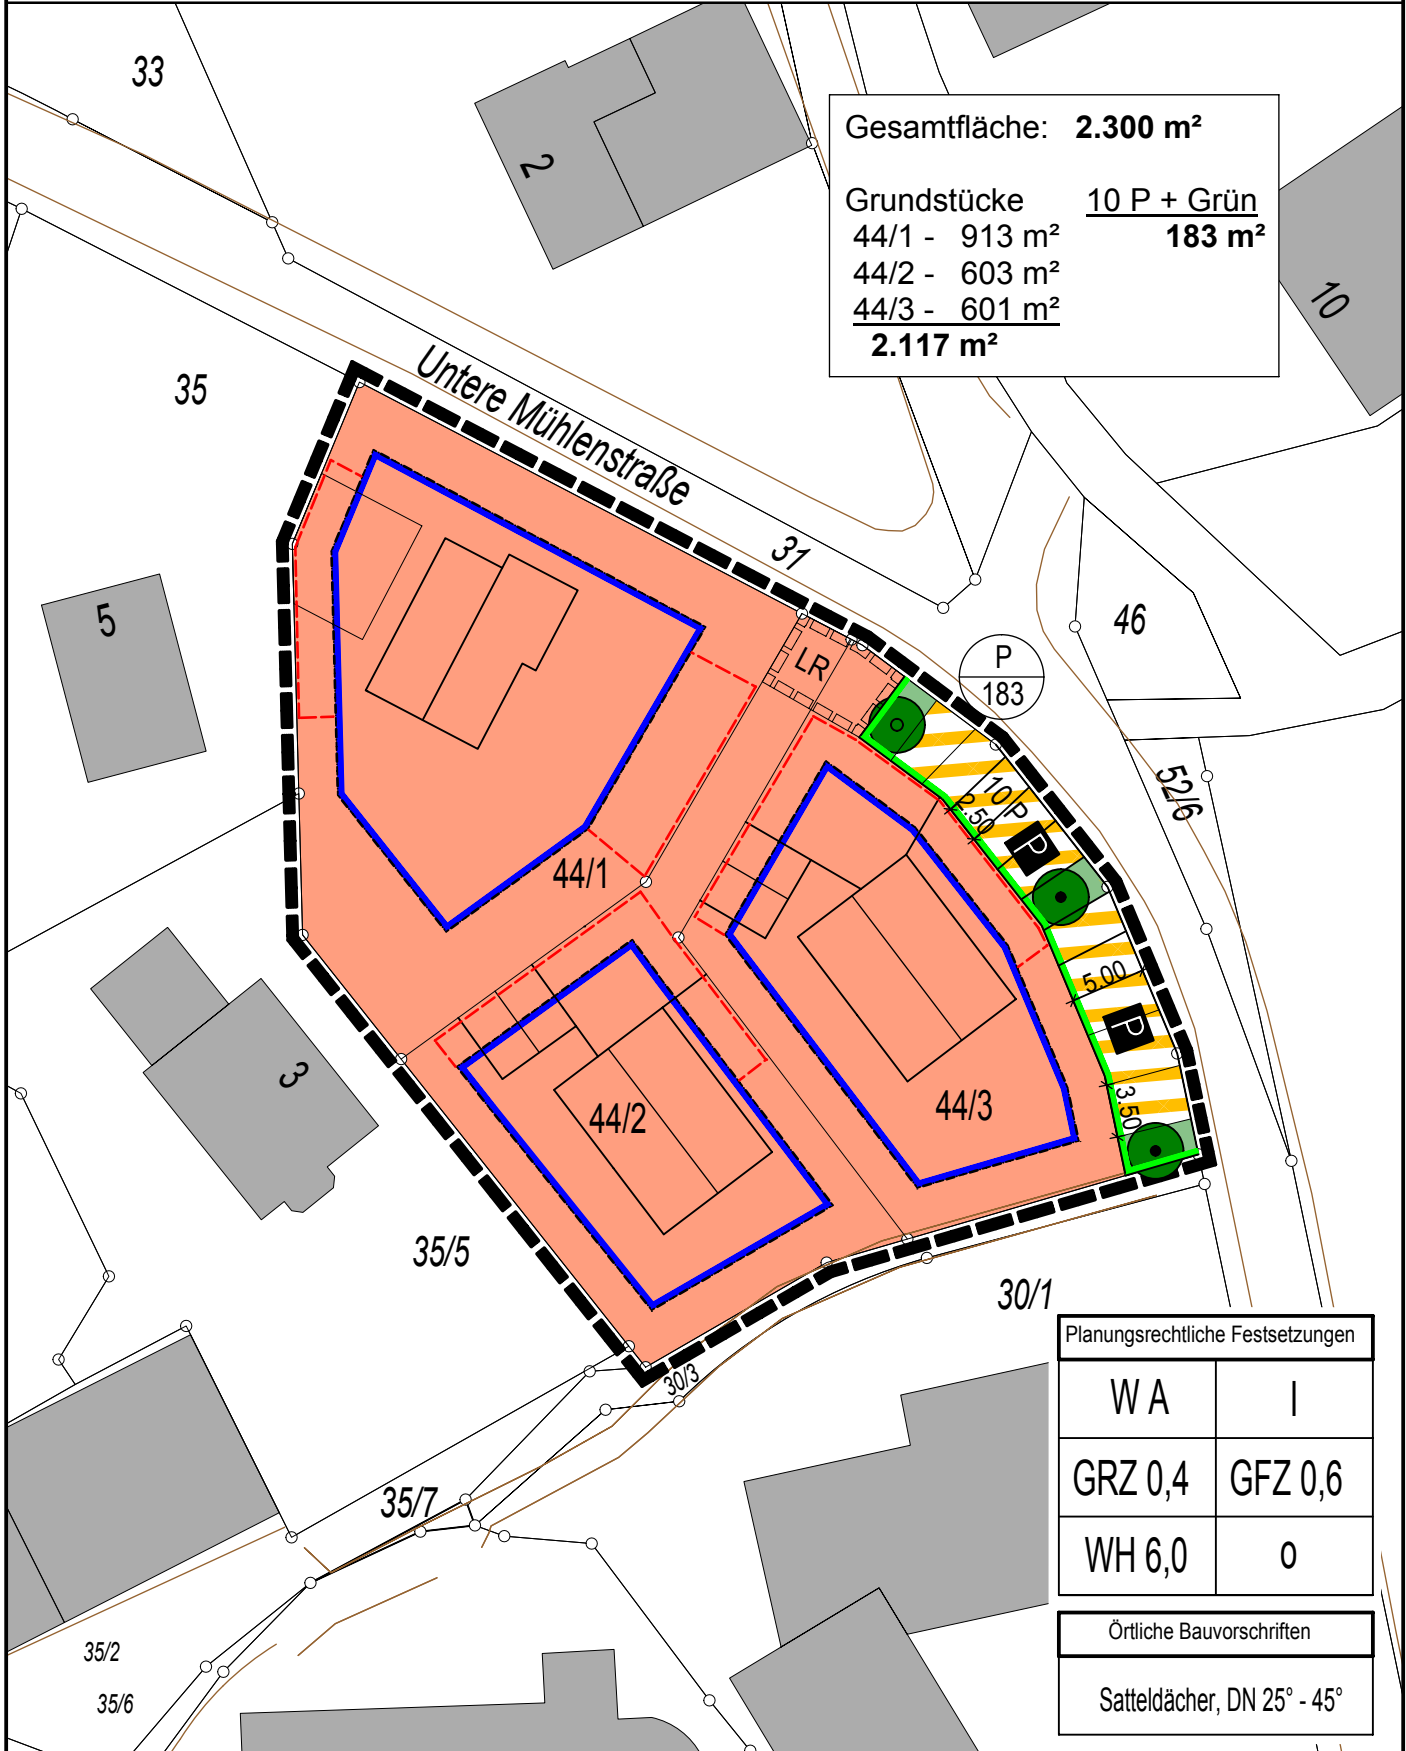 33
2
Gesamtfläche: 2.300 m²
Grundstücke 10 P + Grün
44/1 - 913 m² 183 m²
44/2 - 603 m²
44/3 - 601 m²
2.117 m²
10
35
Untere Mühlenstraße
31
5
LR
P
183
46
52/6
10 P
2.50
P
44/1
5.00
P
3
44/2
44/3
3.50
35/5
30/1
30/3
35/7
35/2
35/6
Planungsrechtliche Festsetzungen
W A I
GRZ 0,4 GFZ 0,6
WH 6,0 o
Örtliche Bauvorschriften
Satteldächer, DN 25° - 45°